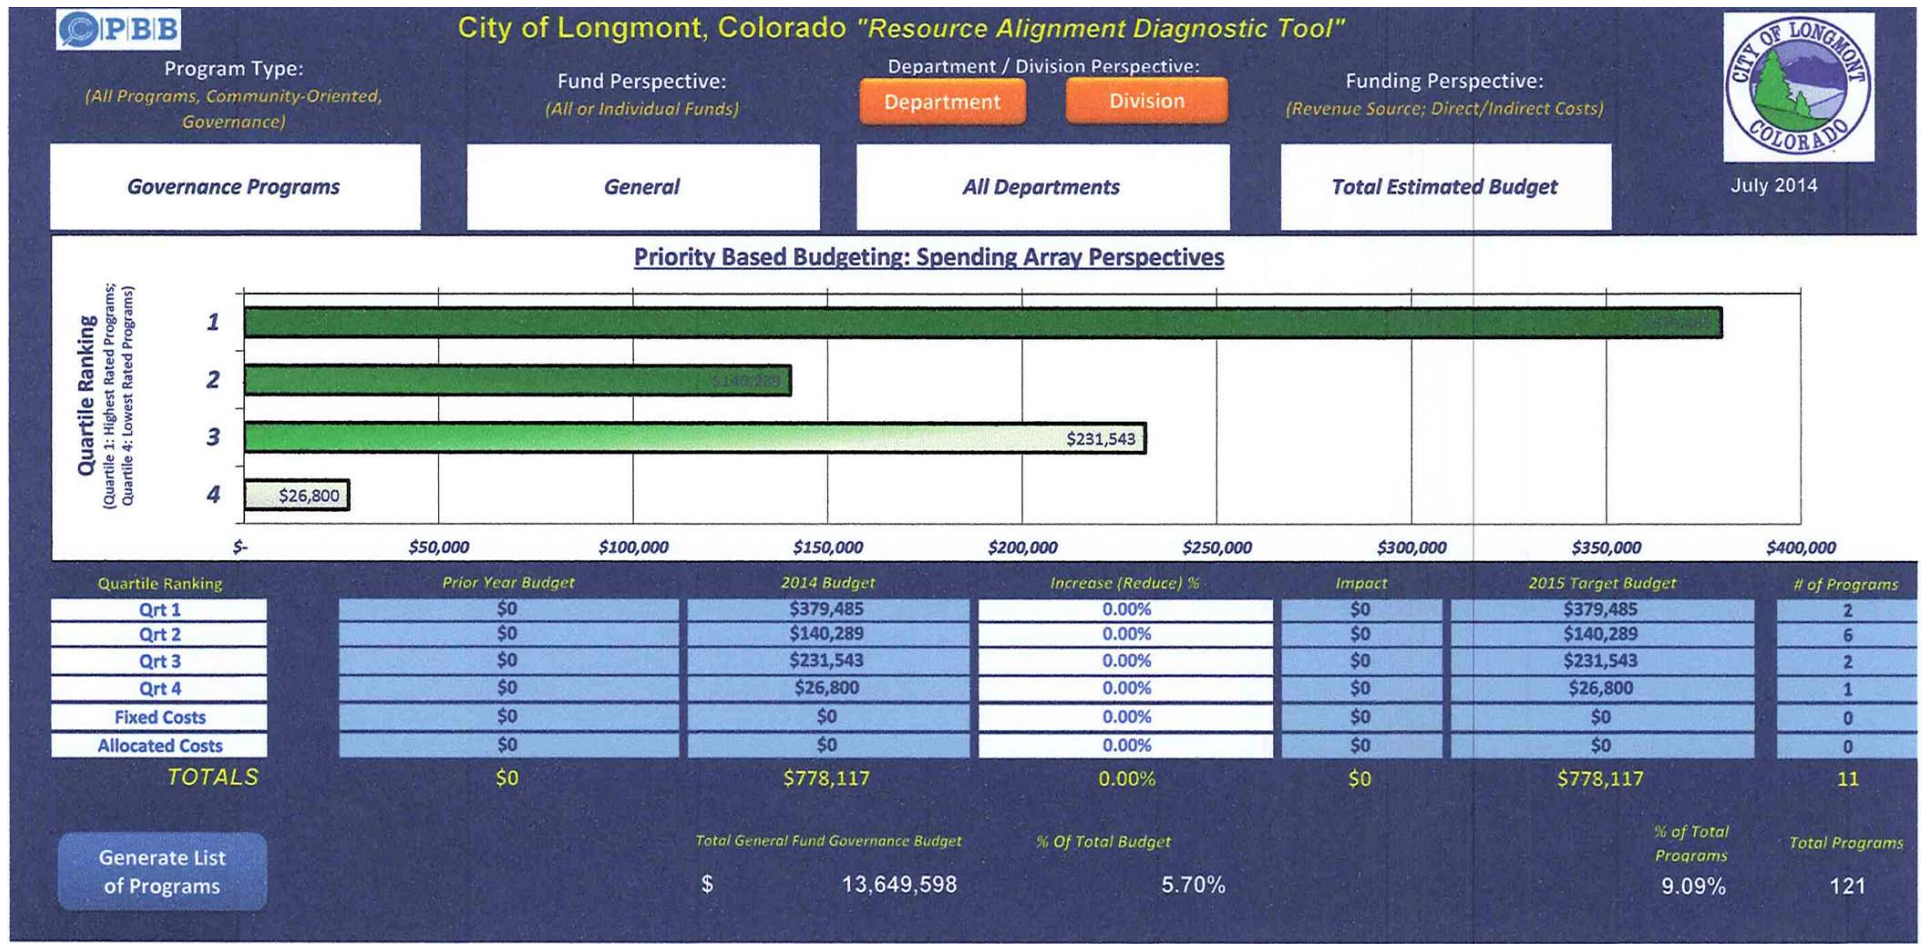 PBB
City of Longmont, Colorado "Resource Alignment Diagnostic Tool"
CITY OF LONGMONT
COLORADO
July 2014
Program Type:
(All Programs, Community-Oriented,
Governance)
Fund Perspective:
(All or Individual Funds)
Department / Division Perspective:
Department Division
Funding Perspective:
(Revenue Source; Direct/Indirect Costs)
Governance Programs General All Departments Total Estimated Budget
Priority Based Budgeting: Spending Array Perspectives
Quartile Ranking
(Quartile 1: Highest Rated Programs;
Quartile 4: Lowest Rated Programs)
1
2 $140,289
3 $231,543
4 $26,800
$- $50,000 $100,000 $150,000 $200,000 $250,000 $300,000 $350,000 $400,000
Quartile Ranking Prior Year Budget 2014 Budget Increase (Reduce) % Impact 2015 Target Budget # of Programs
Qrt 1 $0 $379,485 0.00% $0 $379,485 2
Qrt 2 $0 $140,289 0.00% $0 $140,289 6
Qrt 3 $0 $231,543 0.00% $0 $231,543 2
Qrt 4 $0 $26,800 0.00% $0 $26,800 1
Fixed Costs $0 $0 0.00% $0 $0 0
Allocated Costs $0 $0 0.00% $0 $0 0
TOTALS $0 $778,117 0.00% $0 $778,117 11
Generate List
of Programs
Total General Fund Governance Budget % Of Total Budget
$ 13,649,598 5.70%
% of Total
Programs
Total Programs
9.09% 121